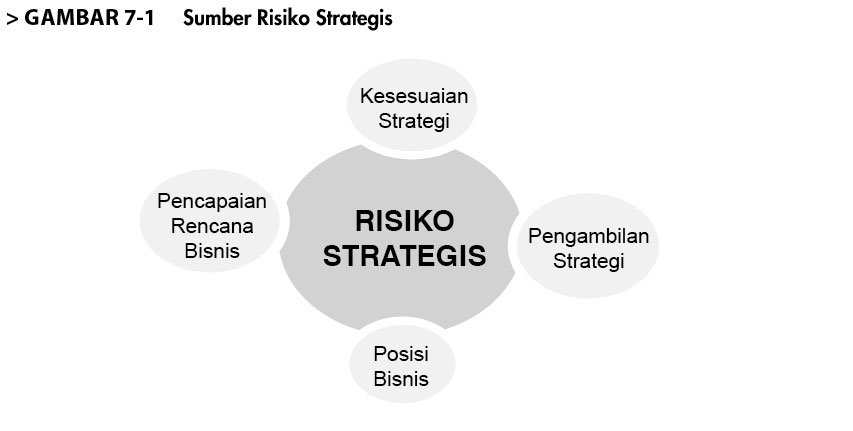 > GAMBAR 7-1 Sumber Risiko Strategis
Kesesuaian
Strategi
Pencapaian
Rencana
Bisnis
RISIKO
STRATEGIS
Pengambilan
Strategi
Posisi
Bisnis